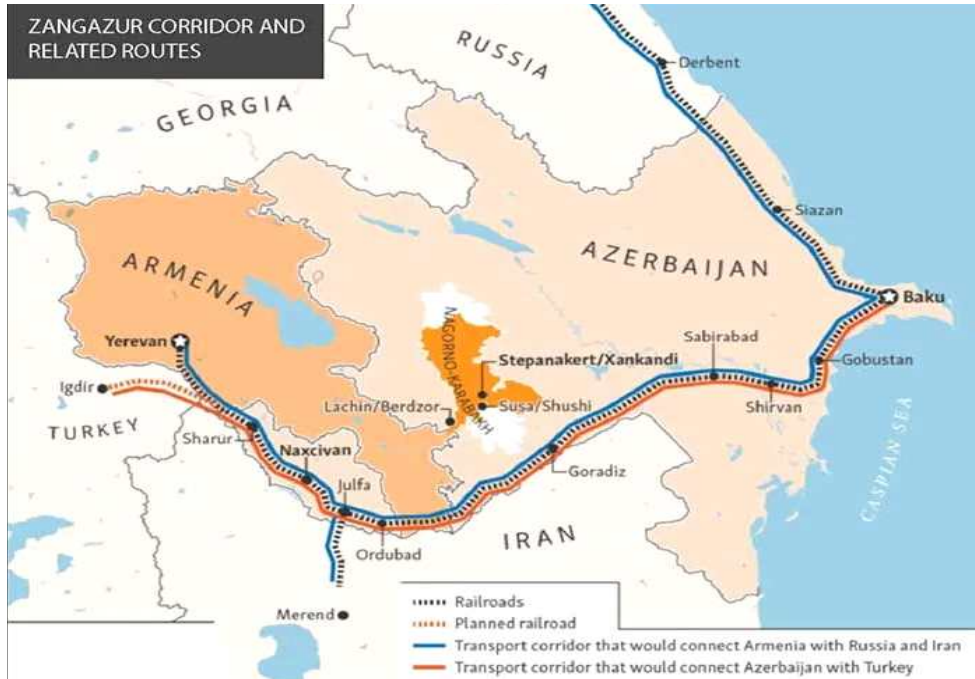 ZANGAZUR CORRIDOR AND
RELATED ROUTES
RUSSIA
Derbent
GEORGIA
Siazan
AZERBAIJAN
ARMENIA
Baku
NAGORNO-KARABAKH
Yerevan
Sabirabad
Stepanakert/Xankandi
Gobustan
Igdir
Lachin/Berdzor
Susa/Shushi
Shirvan
TURKEY
Sharur
CASPIAN SEA
Naxcivan
Goradiz
Julfa
IRAN
Ordubad
Merend
Railroads
Planned railroad
Transport corridor that would connect Armenia with Russia and Iran
Transport corridor that would connect Azerbaijan with Turkey